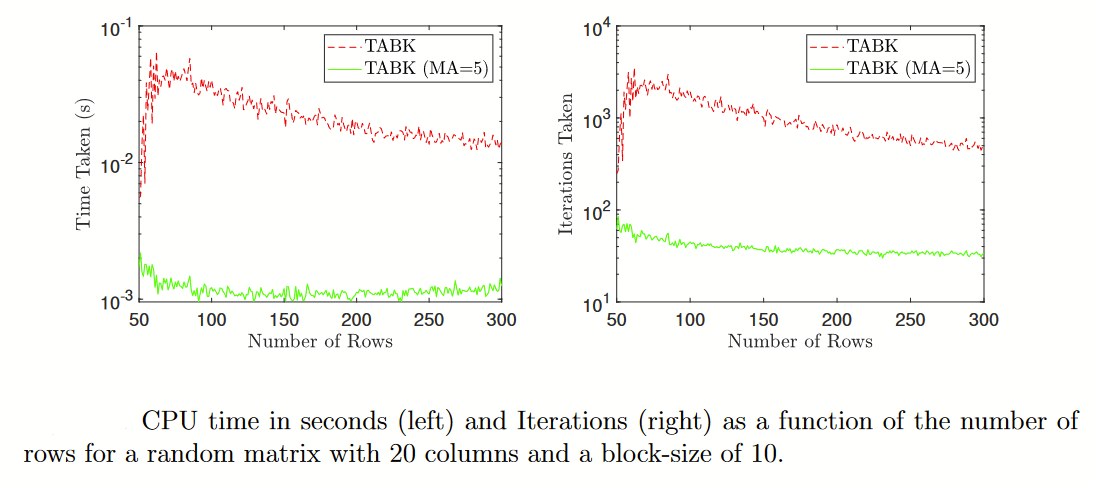 10^-1
10^-2
10^-3
Time Taken (s)
TABK
TABK (MA=5)
50 100 150 200 250 300
Number of Rows
10^4
10^3
10^2
10^1
Iterations Taken
TABK
TABK (MA=5)
50 100 150 200 250 300
Number of Rows
CPU time in seconds (left) and Iterations (right) as a function of the number of
rows for a random matrix with 20 columns and a block-size of 10.